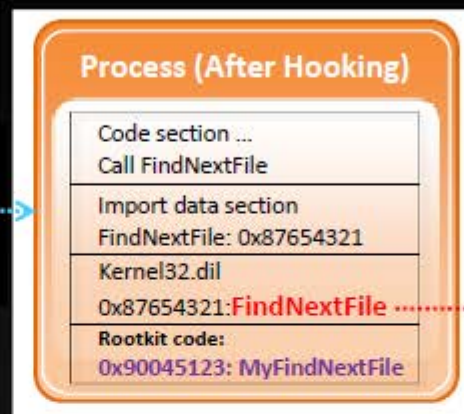 Process (After Hooking)
Code section ...
Call FindNextFile
Import data section
FindNextFile: 0x87654321
Kernel32.dil
0x87654321:FindNextFile
Rootkit code:
0x90045123: MyFindNextFile